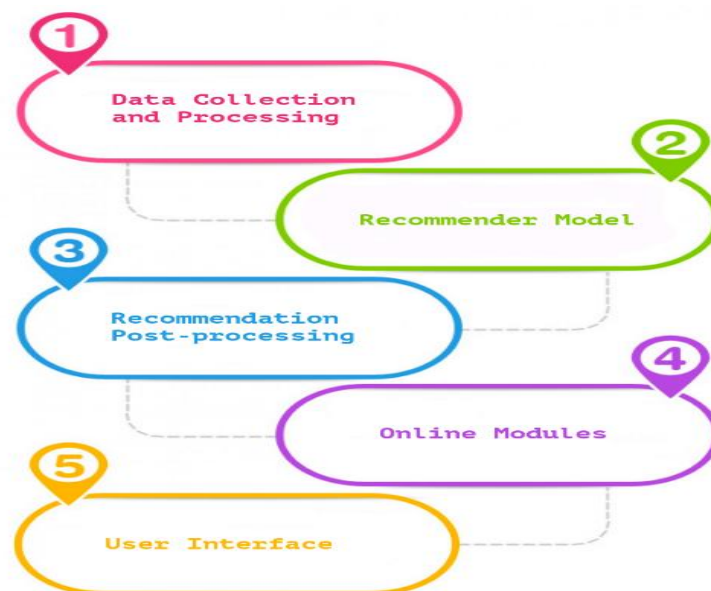 1
Data Collection
and Processing
2
Recommender Model
3
Recommendation
Post-processing
4
Online Modules
5
User Interface